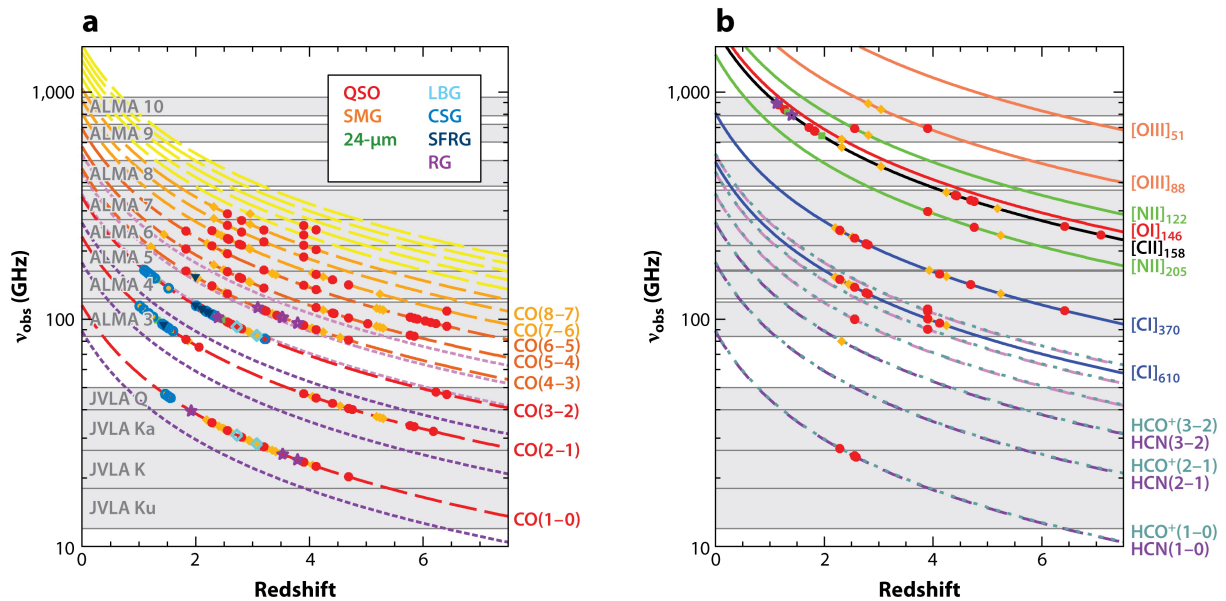 a
1,000
100
10
ν_obs (GHz)
0
2
4
6
Redshift
ALMA 10
ALMA 9
ALMA 8
ALMA 7
ALMA 6
ALMA 5
ALMA 4
ALMA 3
JVLA Q
JVLA Ka
JVLA K
JVLA Ku
QSO
SMG
24-μm
LBG
CSG
SFRG
RG
CO(8–7)
CO(7–6)
CO(6–5)
CO(5–4)
CO(4–3)
CO(3–2)
CO(2–1)
CO(1–0)
b
1,000
100
10
ν_obs (GHz)
0
2
4
6
Redshift
[OIII]51
[OIII]88
[NII]122
[OI]146
[CII]158
[NII]205
[CI]370
[CI]610
HCO⁺(3–2)
HCN(3–2)
HCO⁺(2–1)
HCN(2–1)
HCO⁺(1–0)
HCN(1–0)